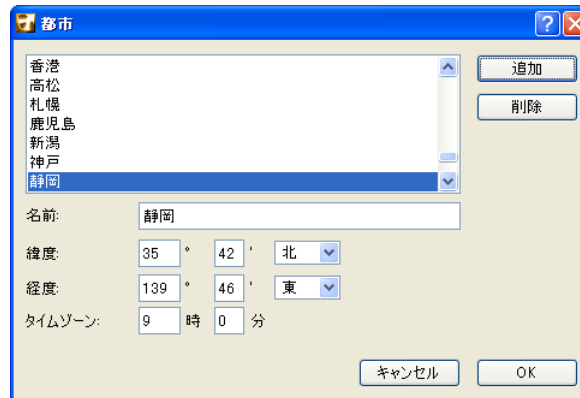 都市
香港
高松
札幌
鹿児島
新潟
神戸
静岡
追加
削除
名前: 静岡
緯度: 35 ° 42 ' 北
経度: 139 ° 46 ' 東
タイムゾーン: 9 時 0 分
キャンセル OK